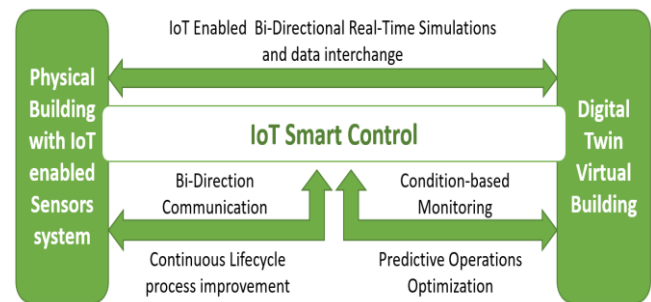 IoT Enabled Bi-Directional Real-Time Simulations
and data interchange
Physical
Building
with IoT
enabled
Sensors
system
IoT Smart Control
Digital
Twin
Virtual
Building
Bi-Direction
Communication
Condition-based
Monitoring
Continuous Lifecycle
process improvement
Predictive Operations
Optimization